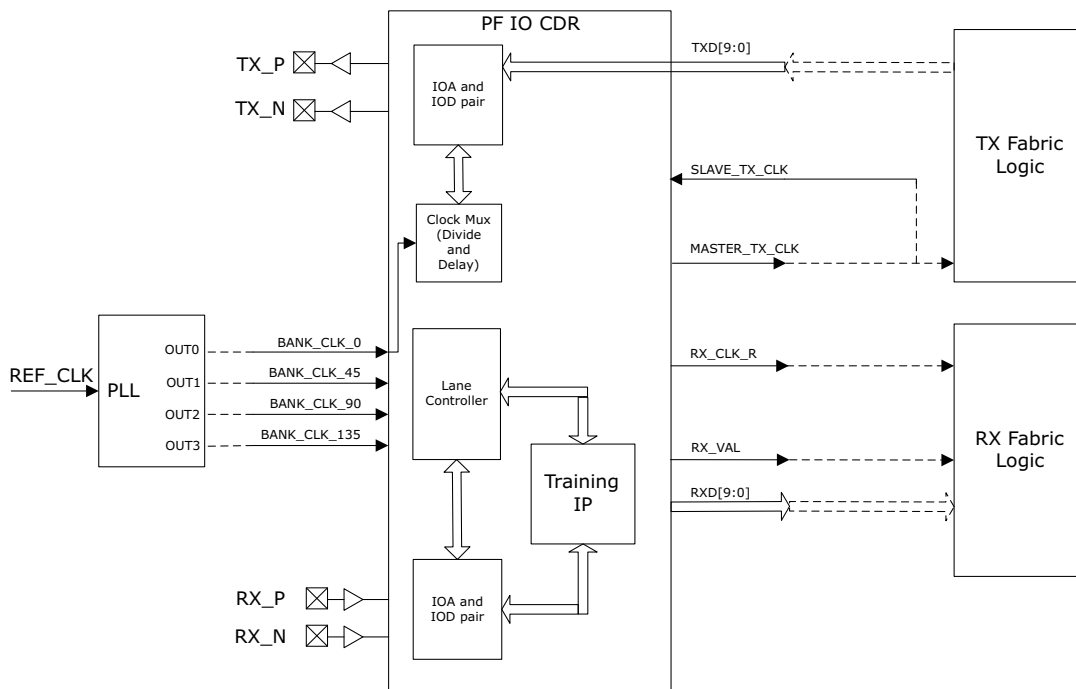 PF IO CDR
TX_P
TX_N
IOA and
IOD pair
TXD[9:0]
TX Fabric
Logic
SLAVE_TX_CLK
MASTER_TX_CLK
Clock Mux
(Divide
and
Delay)
REF_CLK
PLL
OUT0
OUT1
OUT2
OUT3
BANK_CLK_0
BANK_CLK_45
BANK_CLK_90
BANK_CLK_135
Lane
Controller
Training
IP
RX_CLK_R
RX_VAL
RXD[9:0]
RX Fabric
Logic
RX_P
RX_N
IOA and
IOD pair